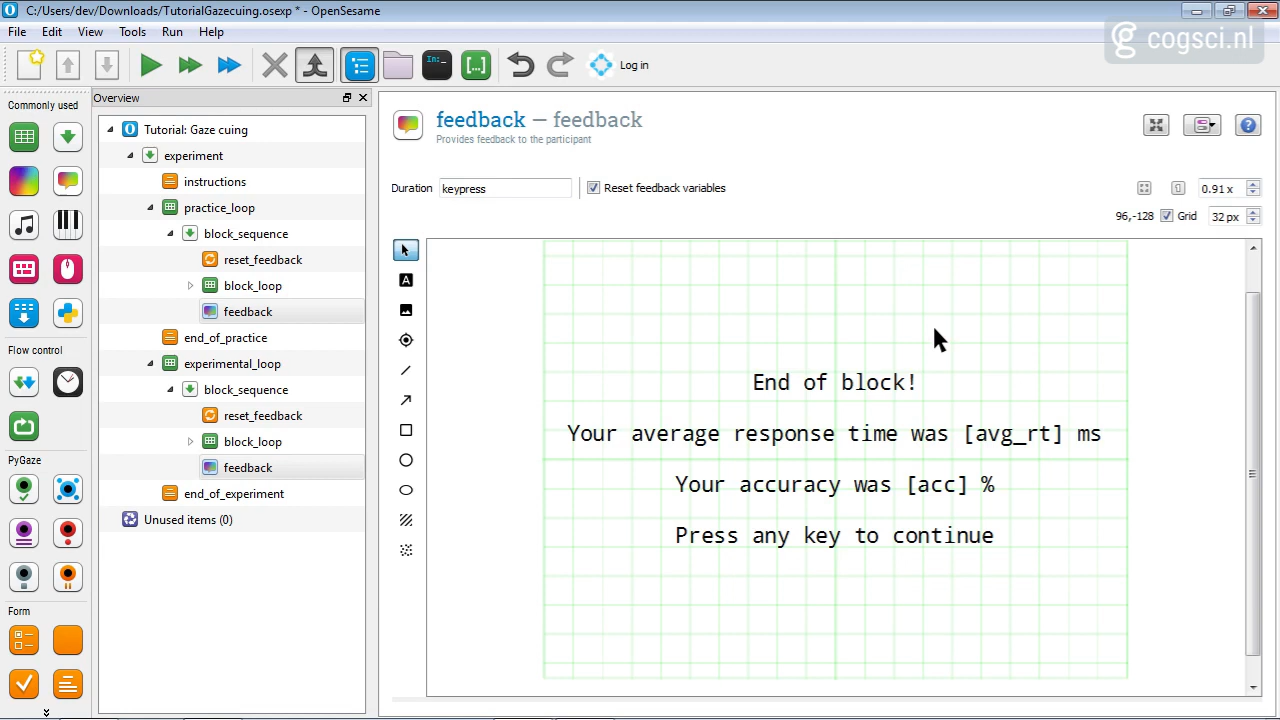 C:/Users/dev/Downloads/TutorialGazecuing.osexp * - OpenSesame
cogsci.nl
File Edit View Tools Run Help
In:_
[...]
Log in
Commonly used
Overview
Tutorial: Gaze cuing
experiment
instructions
practice_loop
block_sequence
reset_feedback
block_loop
feedback
end_of_practice
experimental_loop
block_sequence
reset_feedback
block_loop
feedback
end_of_experiment
Unused items (0)
Flow control
PyGaze
Form
feedback — feedback
Provides feedback to the participant
Duration keypress Reset feedback variables 0.91 x
96,-128 Grid 32 px
A
End of block!
Your average response time was [avg_rt] ms
Your accuracy was [acc] %
Press any key to continue